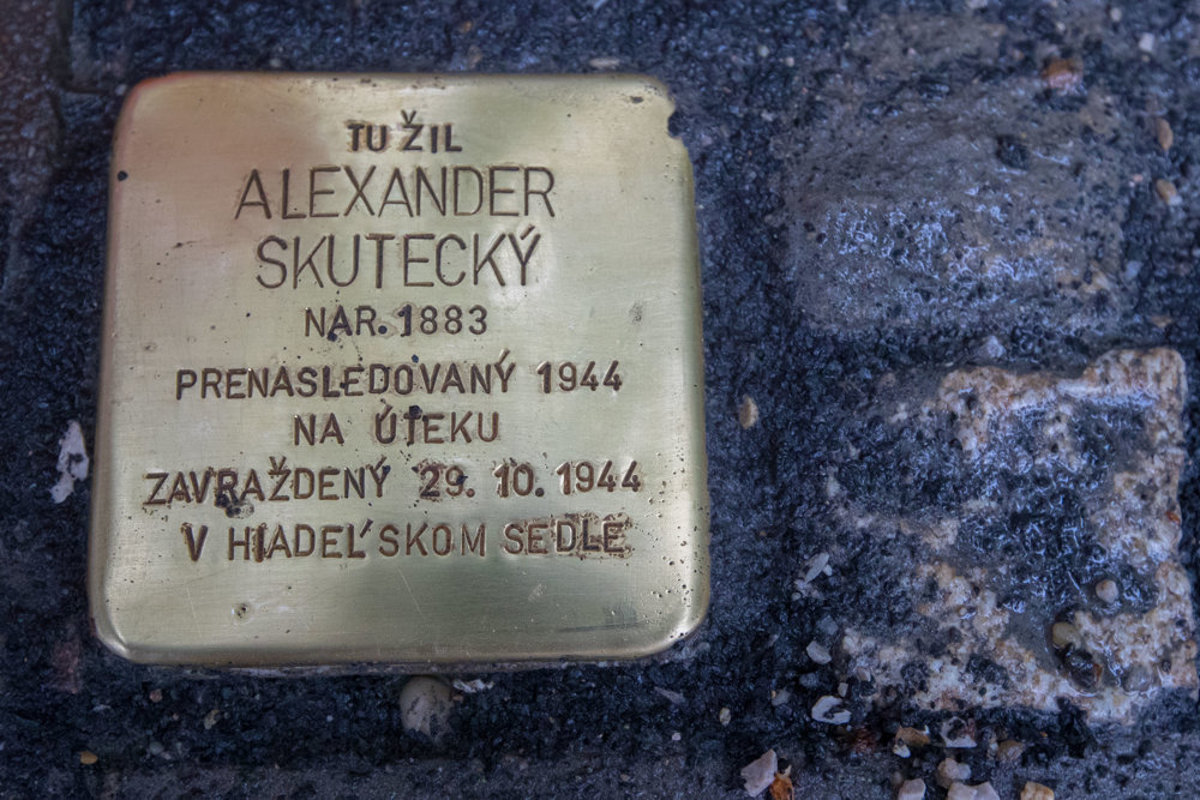 TU ŽIL
ALEXANDER
SKUTECKÝ
NAR. 1883
PRENASLEDOVANÝ 1944
NA ÚTEKU
ZAVRAŽDENÝ 29. 10. 1944
V HIADEĽSKOM SEDLE